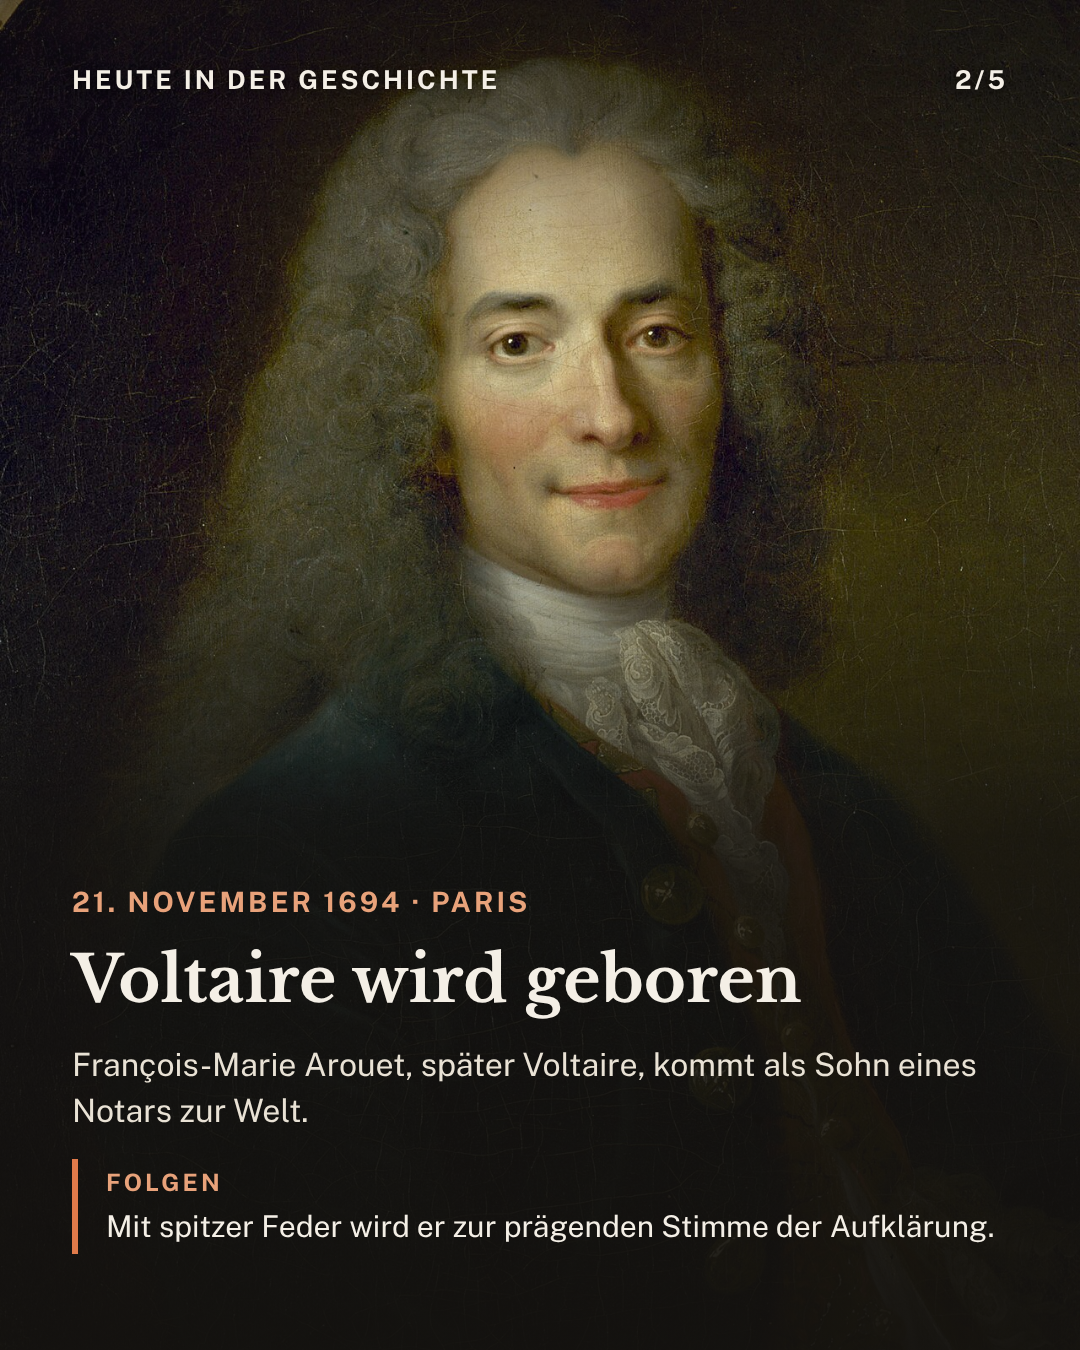 HEUTE IN DER GESCHICHTE
2/5
21. NOVEMBER 1694 · PARIS
Voltaire wird geboren
François-Marie Arouet, später Voltaire, kommt als Sohn eines
Notars zur Welt.
FOLGEN
Mit spitzer Feder wird er zur prägenden Stimme der Aufklärung.